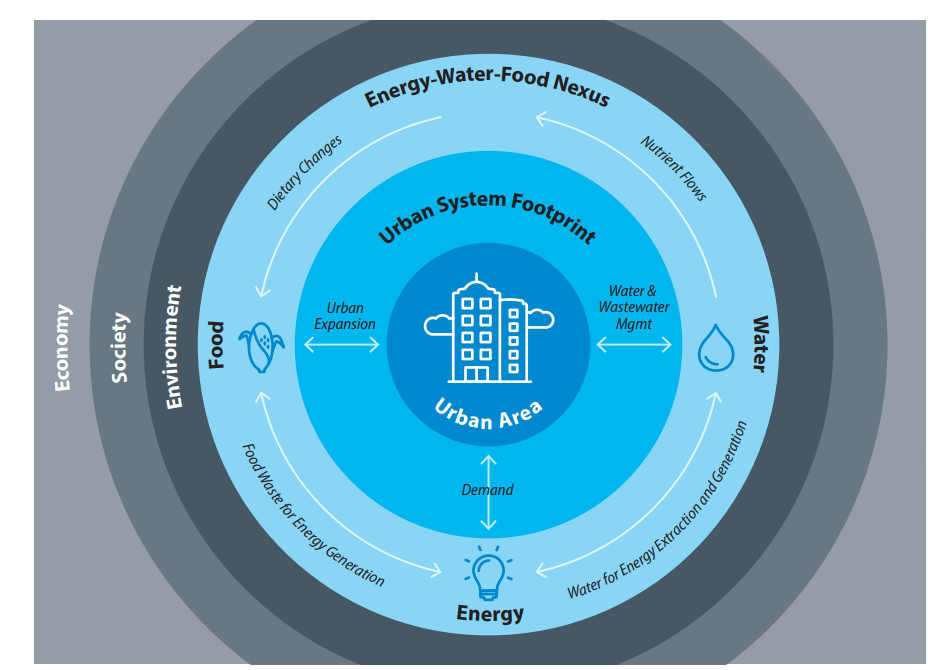 Energy-Water-Food Nexus
Dietary Changes
Nutrient Flows
Urban System Footprint
Urban
Expansion
Water &
Wastewater
Mgmt
Economy
Society
Environment
Food
Water
Urban Area
Demand
Food Waste for Energy Generation
Water for Energy Extraction and Generation
Energy